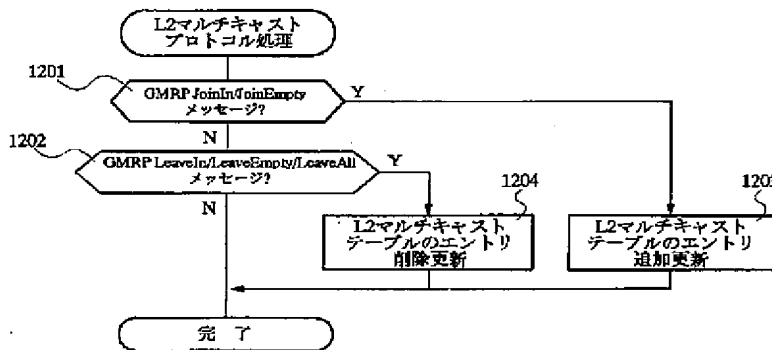 L2マルチキャスト
プロトコル処理
1201
GMRP JoinIn/JoinEmpty
メッセージ?
Y
N
1202
GMRP LeaveIn/LeaveEmpty/LeaveAll
メッセージ?
Y
N
1204
L2マルチキャスト
テーブルのエントリ
削除更新
L2マルチキャスト
テーブルのエントリ
追加更新
完 了